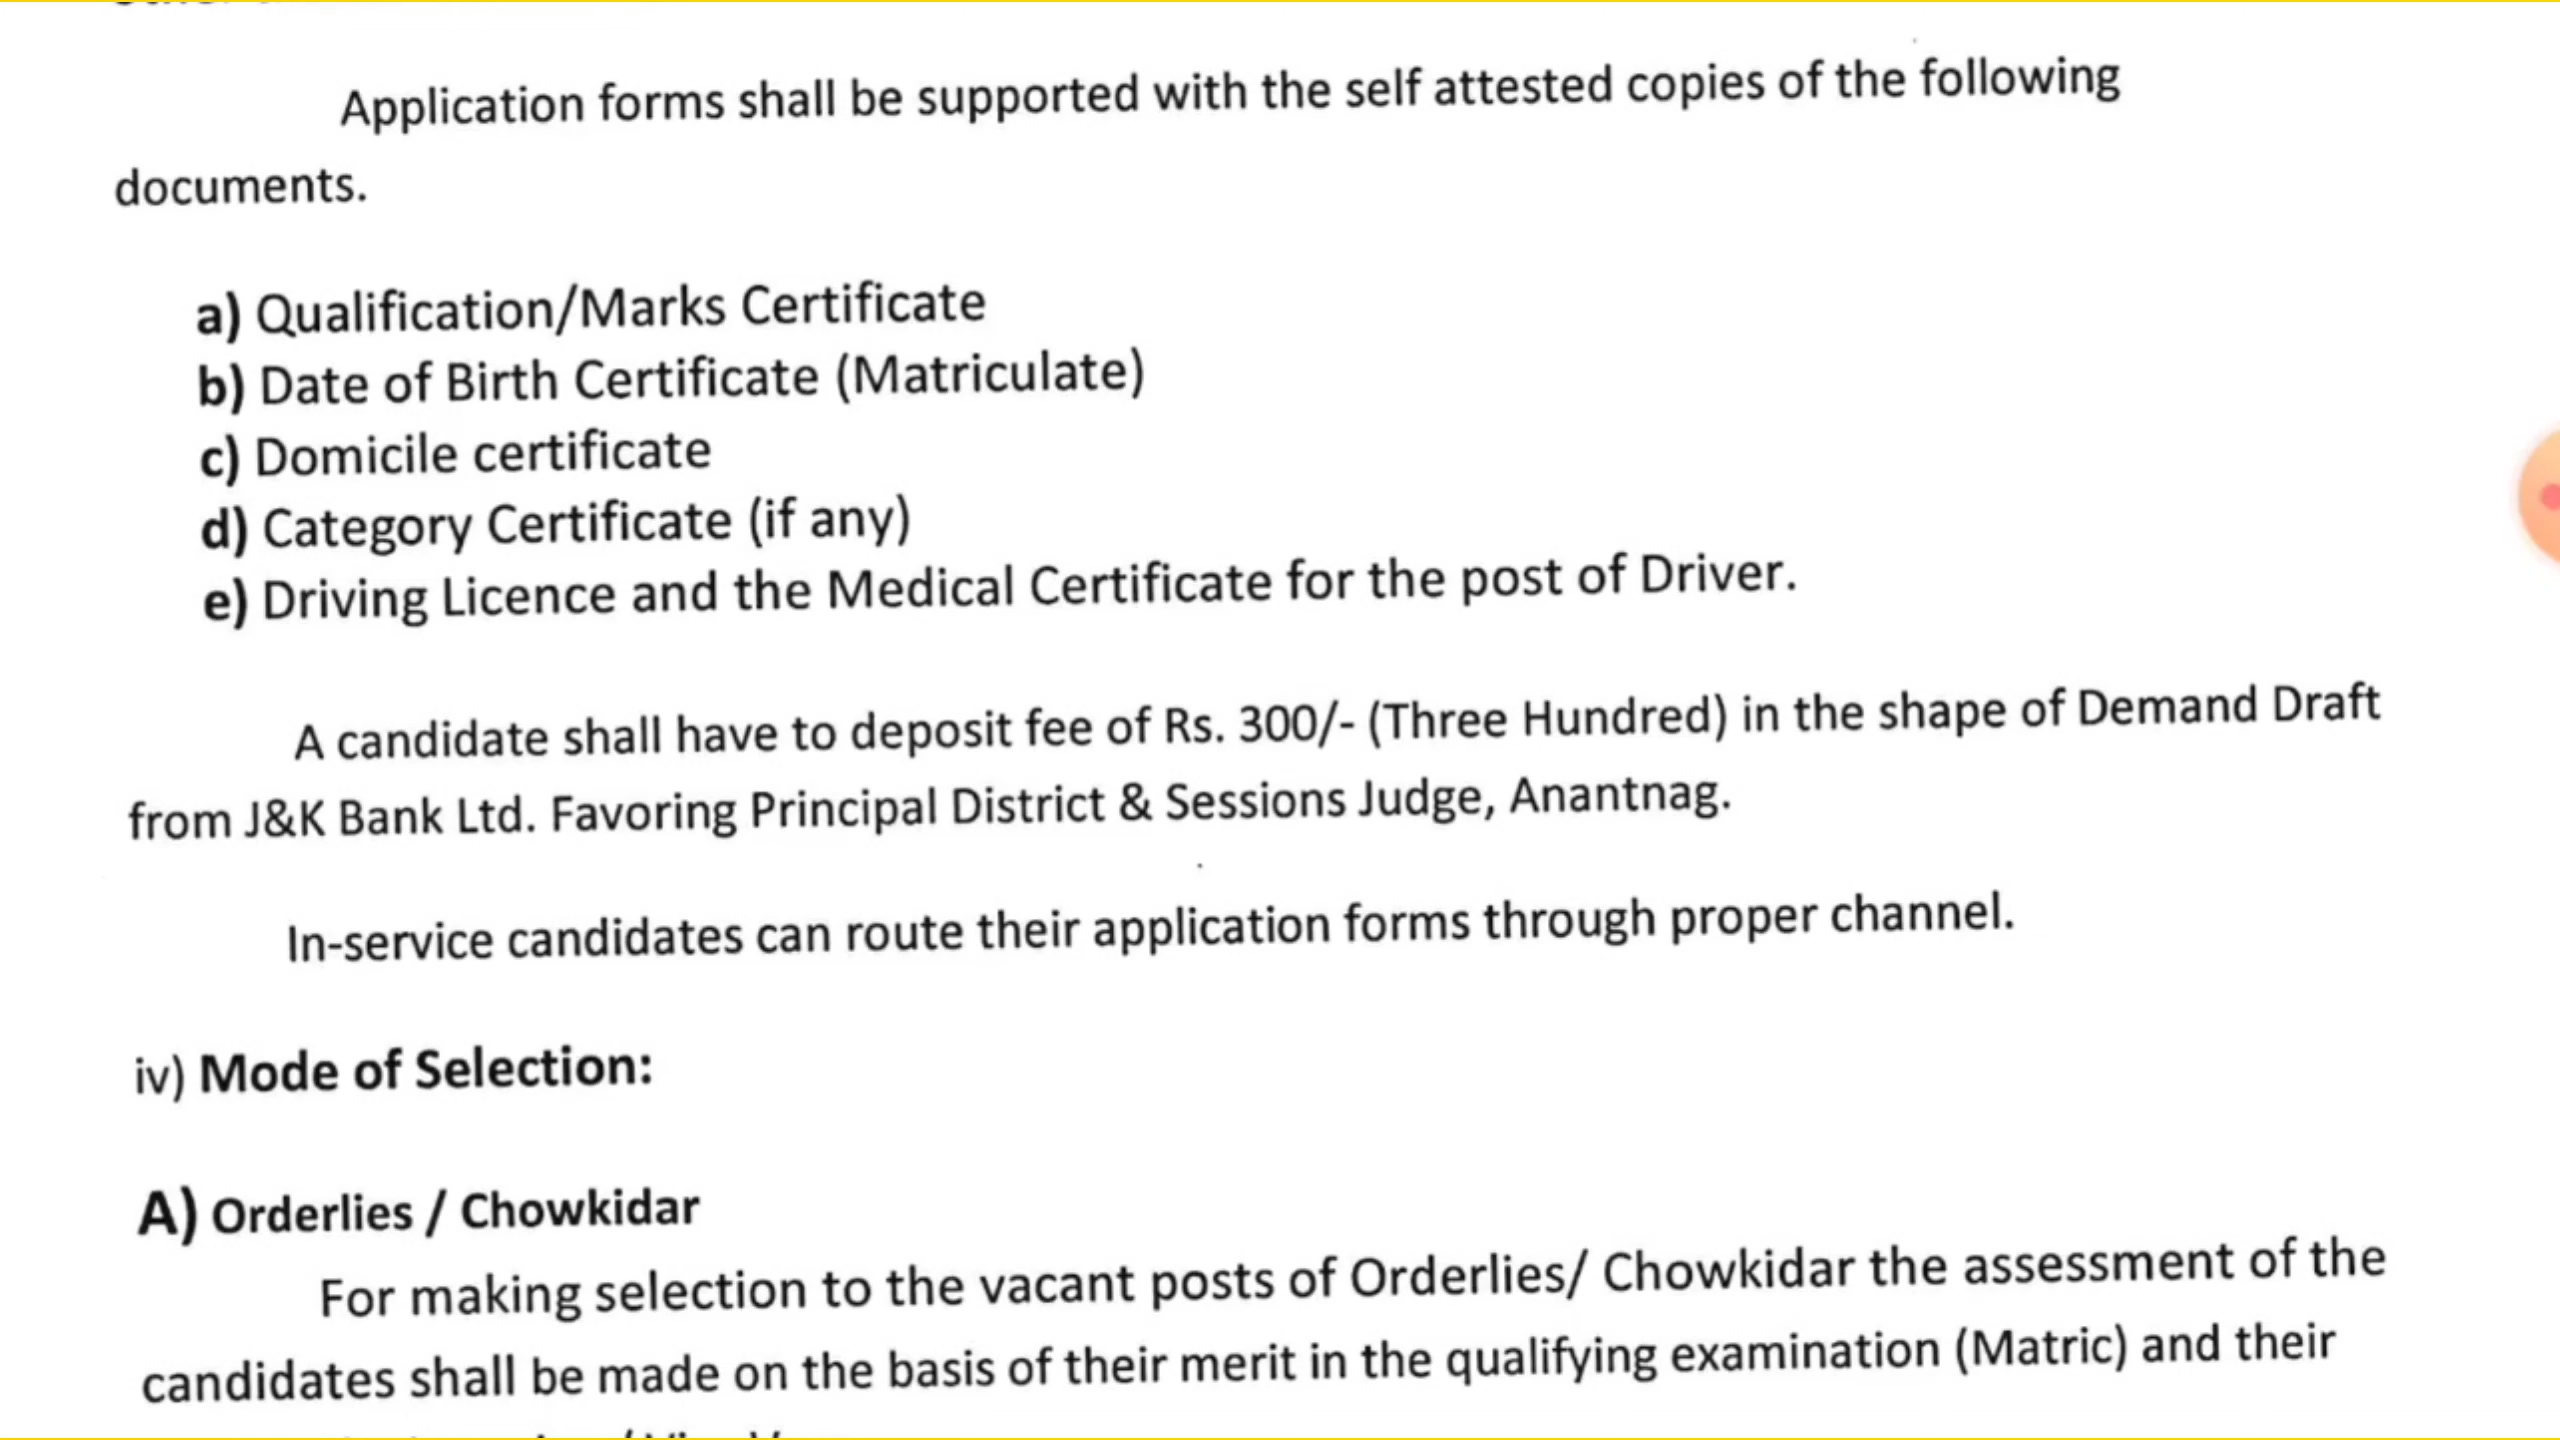 Application forms shall be supported with the self attested copies of the following
documents.
a) Qualification/Marks Certificate
b) Date of Birth Certificate (Matriculate)
c) Domicile certificate
d) Category Certificate (if any)
e) Driving Licence and the Medical Certificate for the post of Driver.
A candidate shall have to deposit fee of Rs. 300/- (Three Hundred) in the shape of Demand Draft
from J&K Bank Ltd. Favoring Principal District & Sessions Judge, Anantnag.
In-service candidates can route their application forms through proper channel.
iv) Mode of Selection:
A) Orderlies / Chowkidar
For making selection to the vacant posts of Orderlies/ Chowkidar the assessment of the
candidates shall be made on the basis of their merit in the qualifying examination (Matric) and their